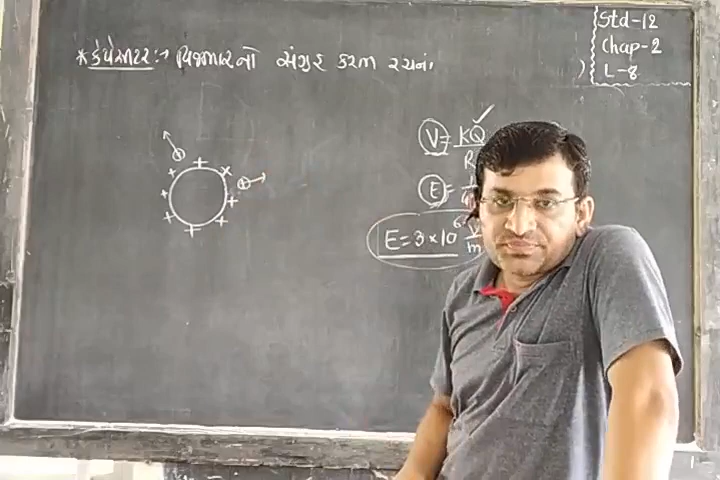 Std-12
Chap-2
L-8
* કેપેસિટર :→ વિજભારનો સંગ્રહ કરતી રચના
V = KQ
R
E =
E = 3 × 10⁶ V
m